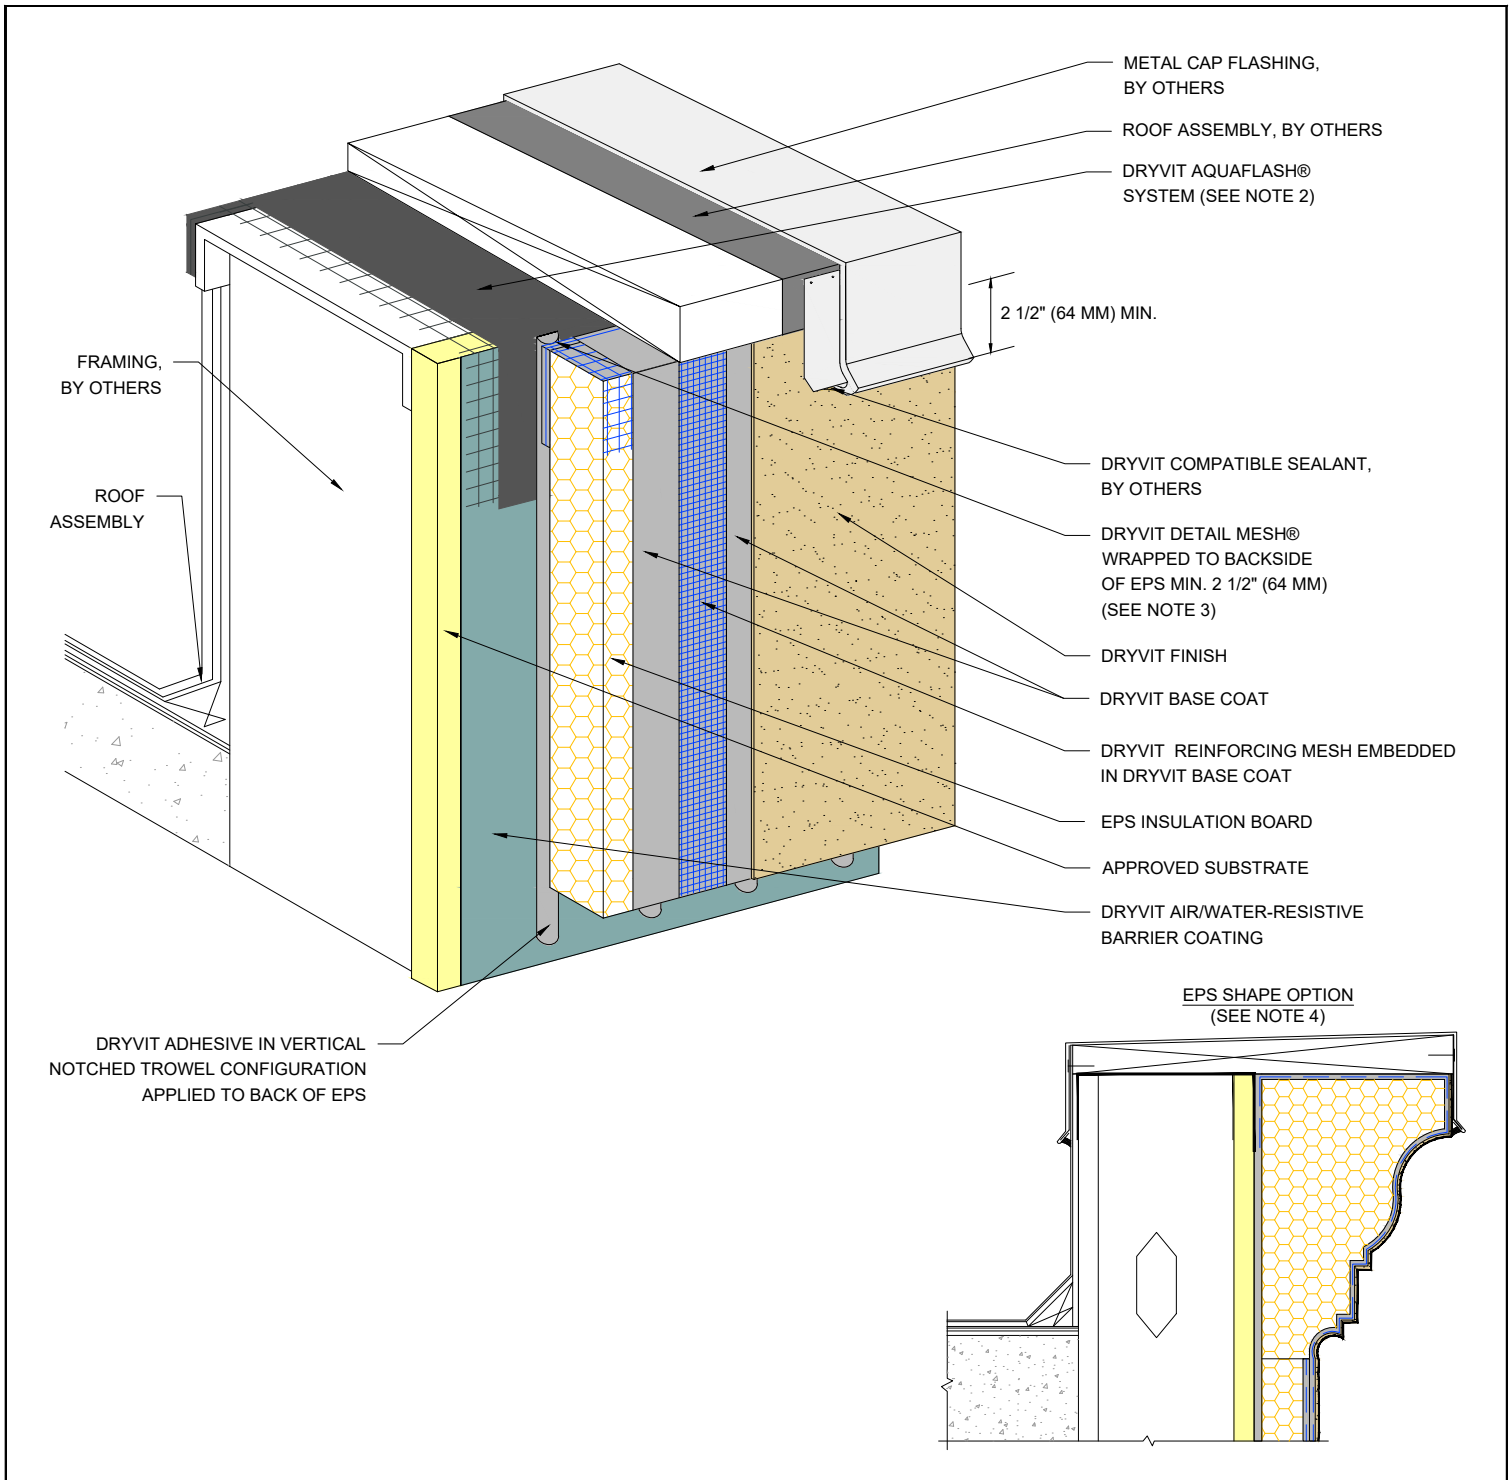 METAL CAP FLASHING,
BY OTHERS
ROOF ASSEMBLY, BY OTHERS
DRYVIT AQUAFLASH®
SYSTEM (SEE NOTE 2)
2 1/2" (64 MM) MIN.
FRAMING,
BY OTHERS
ROOF
ASSEMBLY
DRYVIT COMPATIBLE SEALANT,
BY OTHERS
DRYVIT DETAIL MESH®
WRAPPED TO BACKSIDE
OF EPS MIN. 2 1/2" (64 MM)
(SEE NOTE 3)
DRYVIT FINISH
DRYVIT BASE COAT
DRYVIT REINFORCING MESH EMBEDDED
IN DRYVIT BASE COAT
EPS INSULATION BOARD
APPROVED SUBSTRATE
DRYVIT AIR/WATER-RESISTIVE
BARRIER COATING
DRYVIT ADHESIVE IN VERTICAL
NOTCHED TROWEL CONFIGURATION
APPLIED TO BACK OF EPS
EPS SHAPE OPTION
(SEE NOTE 4)